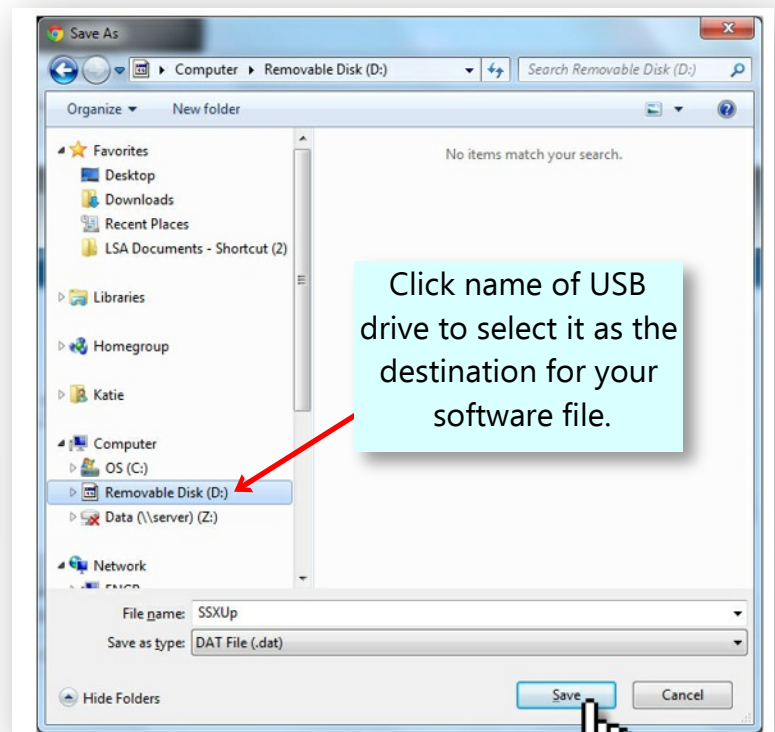 Save As
Computer Removable Disk (D:) Search Removable Disk (D:)
Organize New folder
Favorites
No items match your search.
Desktop
Downloads
Recent Places
LSA Documents - Shortcut (2)
Libraries
Homegroup
Katie
Computer
OS (C:)
Removable Disk (D:)
Data (\\server) (Z:)
Network
Click name of USB
drive to select it as the
destination for your
software file.
File name: SSXUp
Save as type: DAT File (.dat)
Hide Folders Save Cancel